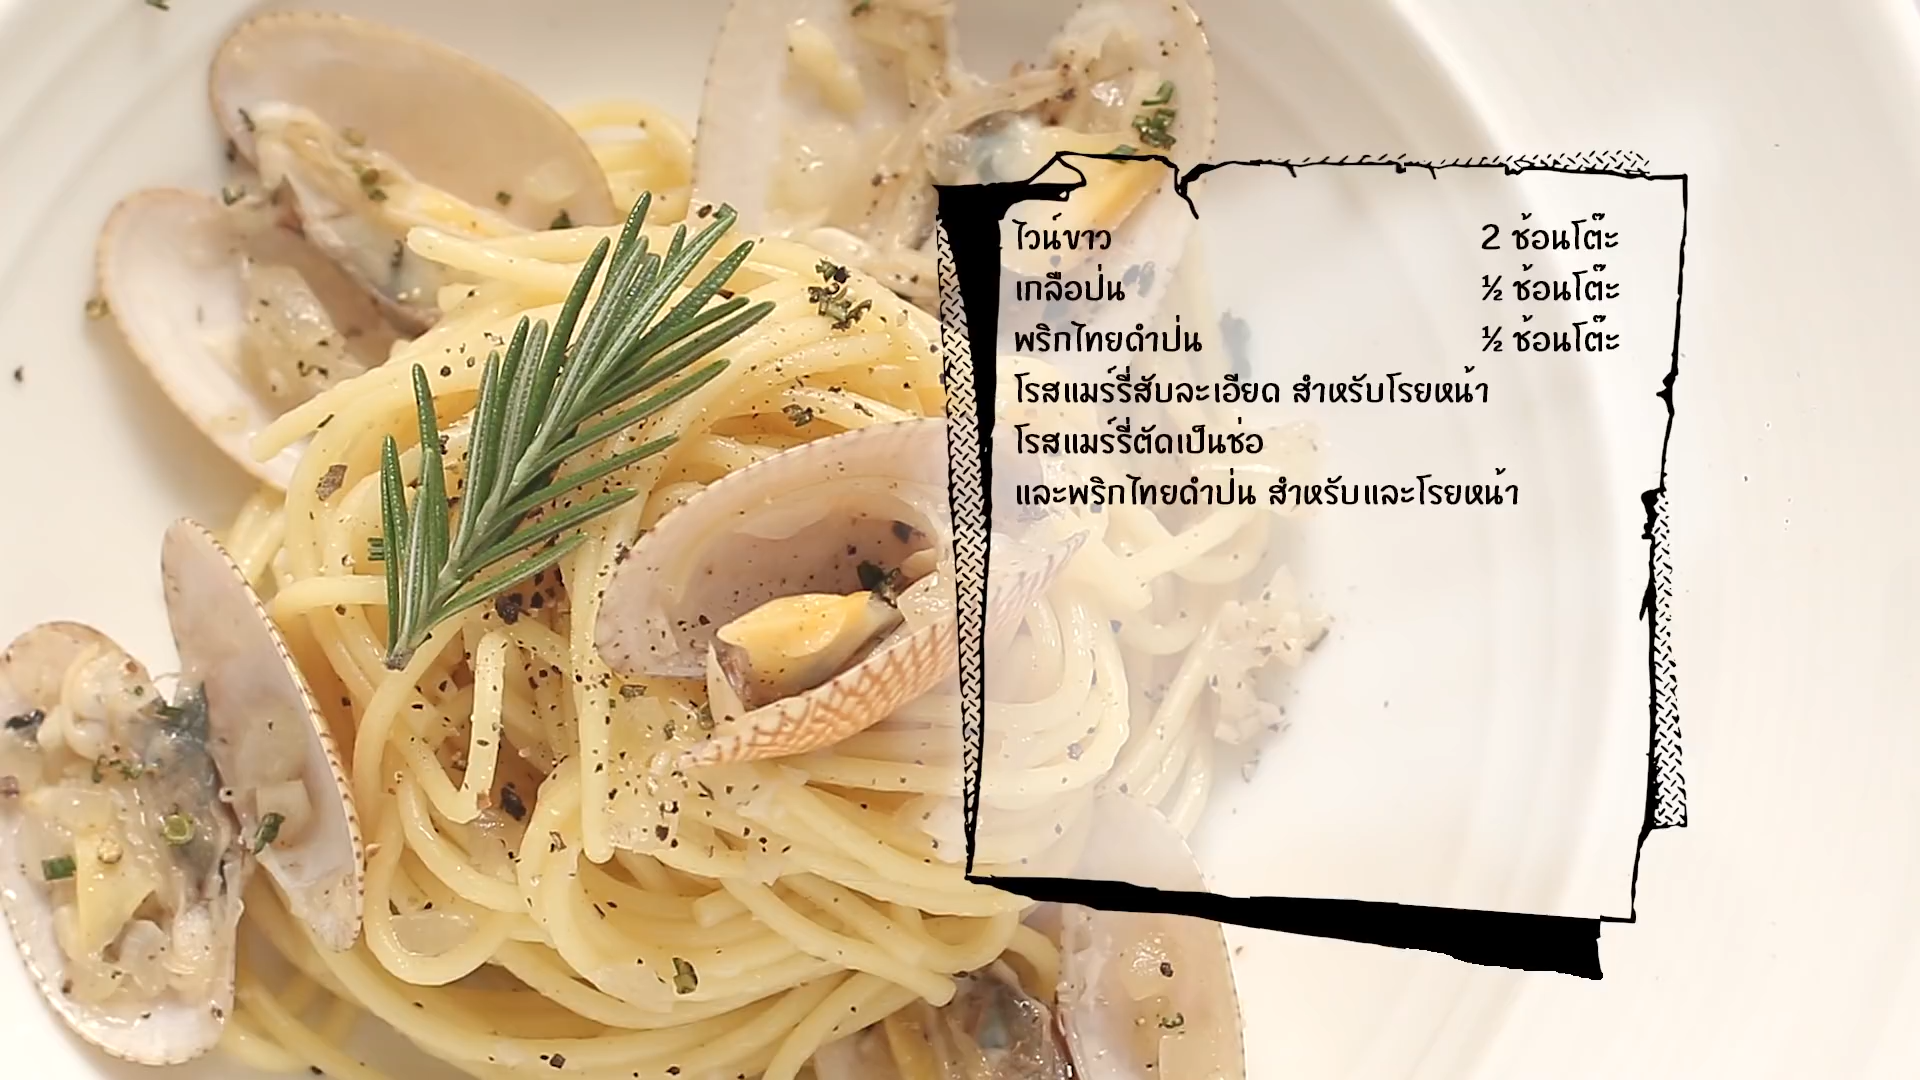 ไวน์ขาว 2 ช้อนโต๊ะ
เกลือป่น ½ ช้อนโต๊ะ
พริกไทยดำป่น ½ ช้อนโต๊ะ
โรสแมร์รี่สับละเอียด สำหรับโรยหน้า
โรสแมร์รี่ตัดเป็นช่อ
และพริกไทยดำป่น สำหรับและโรยหน้า